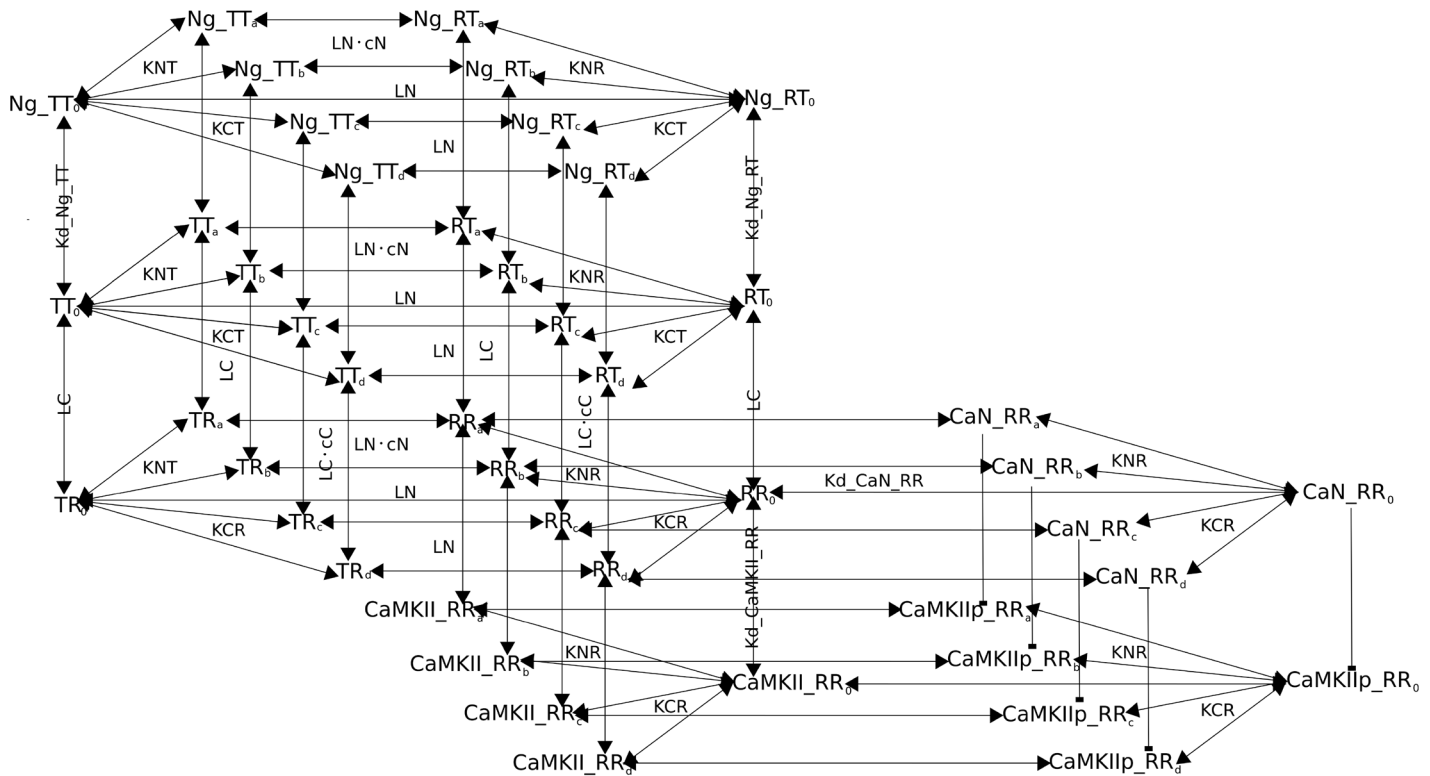 Ng_TTa Ng_RTa
LN·cN
KNT Ng_TTb Ng_RTb KNR
LN
Ng_TT0 Ng_RT0
KCT Ng_TTc Ng_RTc KCT
LN
Ng_TTd Ng_RTd
Kd_Ng_TT Kd_Ng_RT
TTa RTa
LN·cN
KNT TTb RTb KNR
LN
TT0 RT0
KCT TTc RTc KCT
LN LC
LC
TTd RTd
LC LC
LC·cC
TRa RRa CaN_RRa
LN·cN LC·cC
KNT TRb RRb KNR CaN_RRb KNR
Kd_CaN_RR
LN
TR0 RR0 CaN_RR0
KCR TRc RRc KCR CaN_RRc KCR
LN
TRd RRd CaN_RRd
Kd_CaMKII_RR
CaMKII_RRa CaMKIIp_RRa
KNR KNR
CaMKII_RRb CaMKIIp_RRb
CaMKII_RR0 CaMKIIp_RR0
KCR KCR
CaMKII_RRc CaMKIIp_RRc
CaMKII_RRd CaMKIIp_RRd